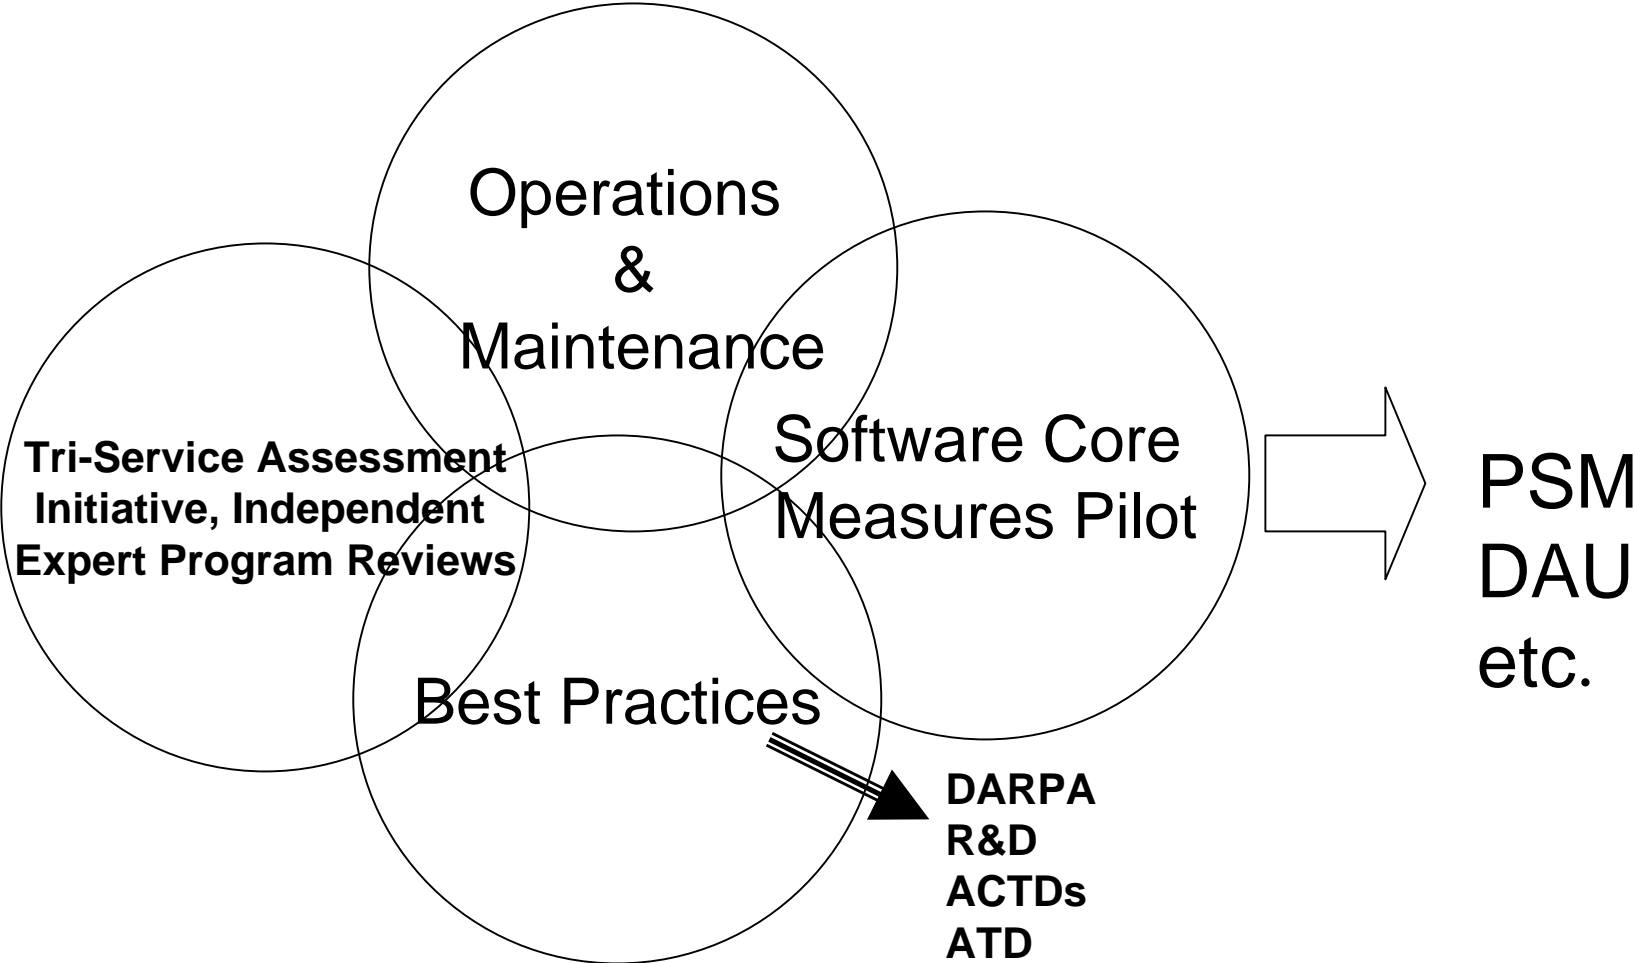 Operations
&
Maintenance
Tri-Service Assessment
Initiative, Independent
Expert Program Reviews
Software Core
Measures Pilot
Best Practices
PSM
DAU
etc.
DARPA
R&D
ACTDs
ATD